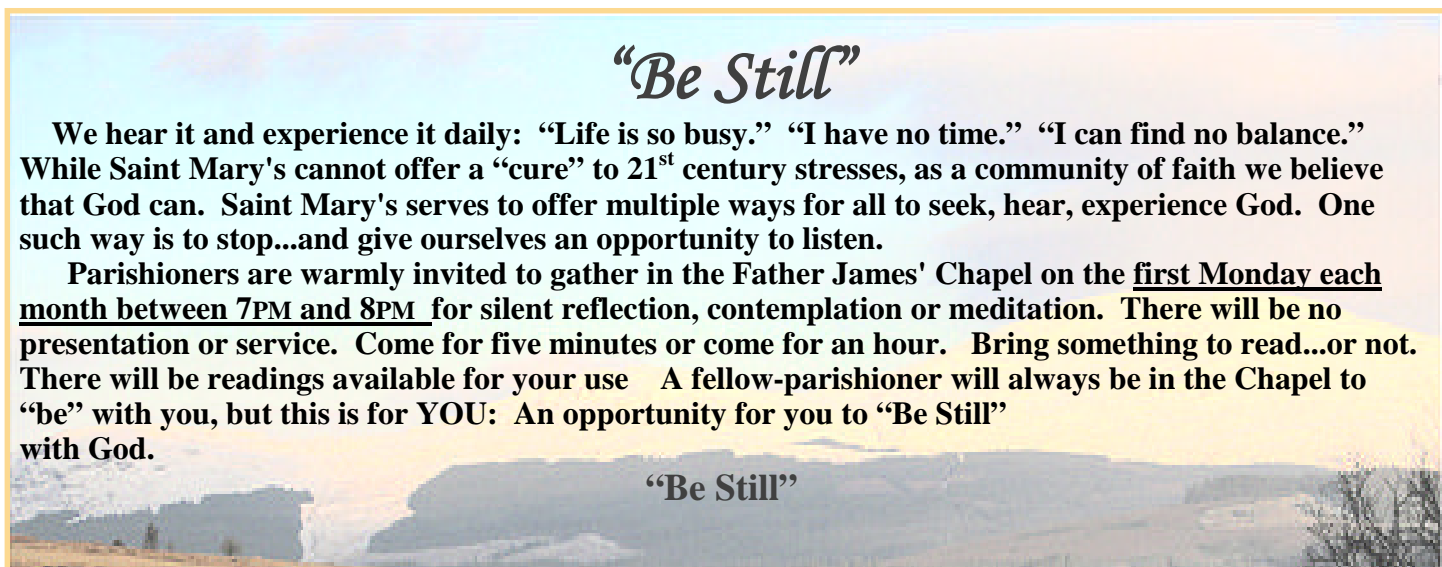 “Be Still”
We hear it and experience it daily: “Life is so busy.” “I have no time.” “I can find no balance.”
While Saint Mary's cannot offer a “cure” to 21st century stresses, as a community of faith we believe
that God can. Saint Mary's serves to offer multiple ways for all to seek, hear, experience God. One
such way is to stop...and give ourselves an opportunity to listen.
Parishioners are warmly invited to gather in the Father James' Chapel on the first Monday each
month between 7PM and 8PM for silent reflection, contemplation or meditation. There will be no
presentation or service. Come for five minutes or come for an hour. Bring something to read...or not.
There will be readings available for your use A fellow-parishioner will always be in the Chapel to
“be” with you, but this is for YOU: An opportunity for you to “Be Still”
with God.
“Be Still”